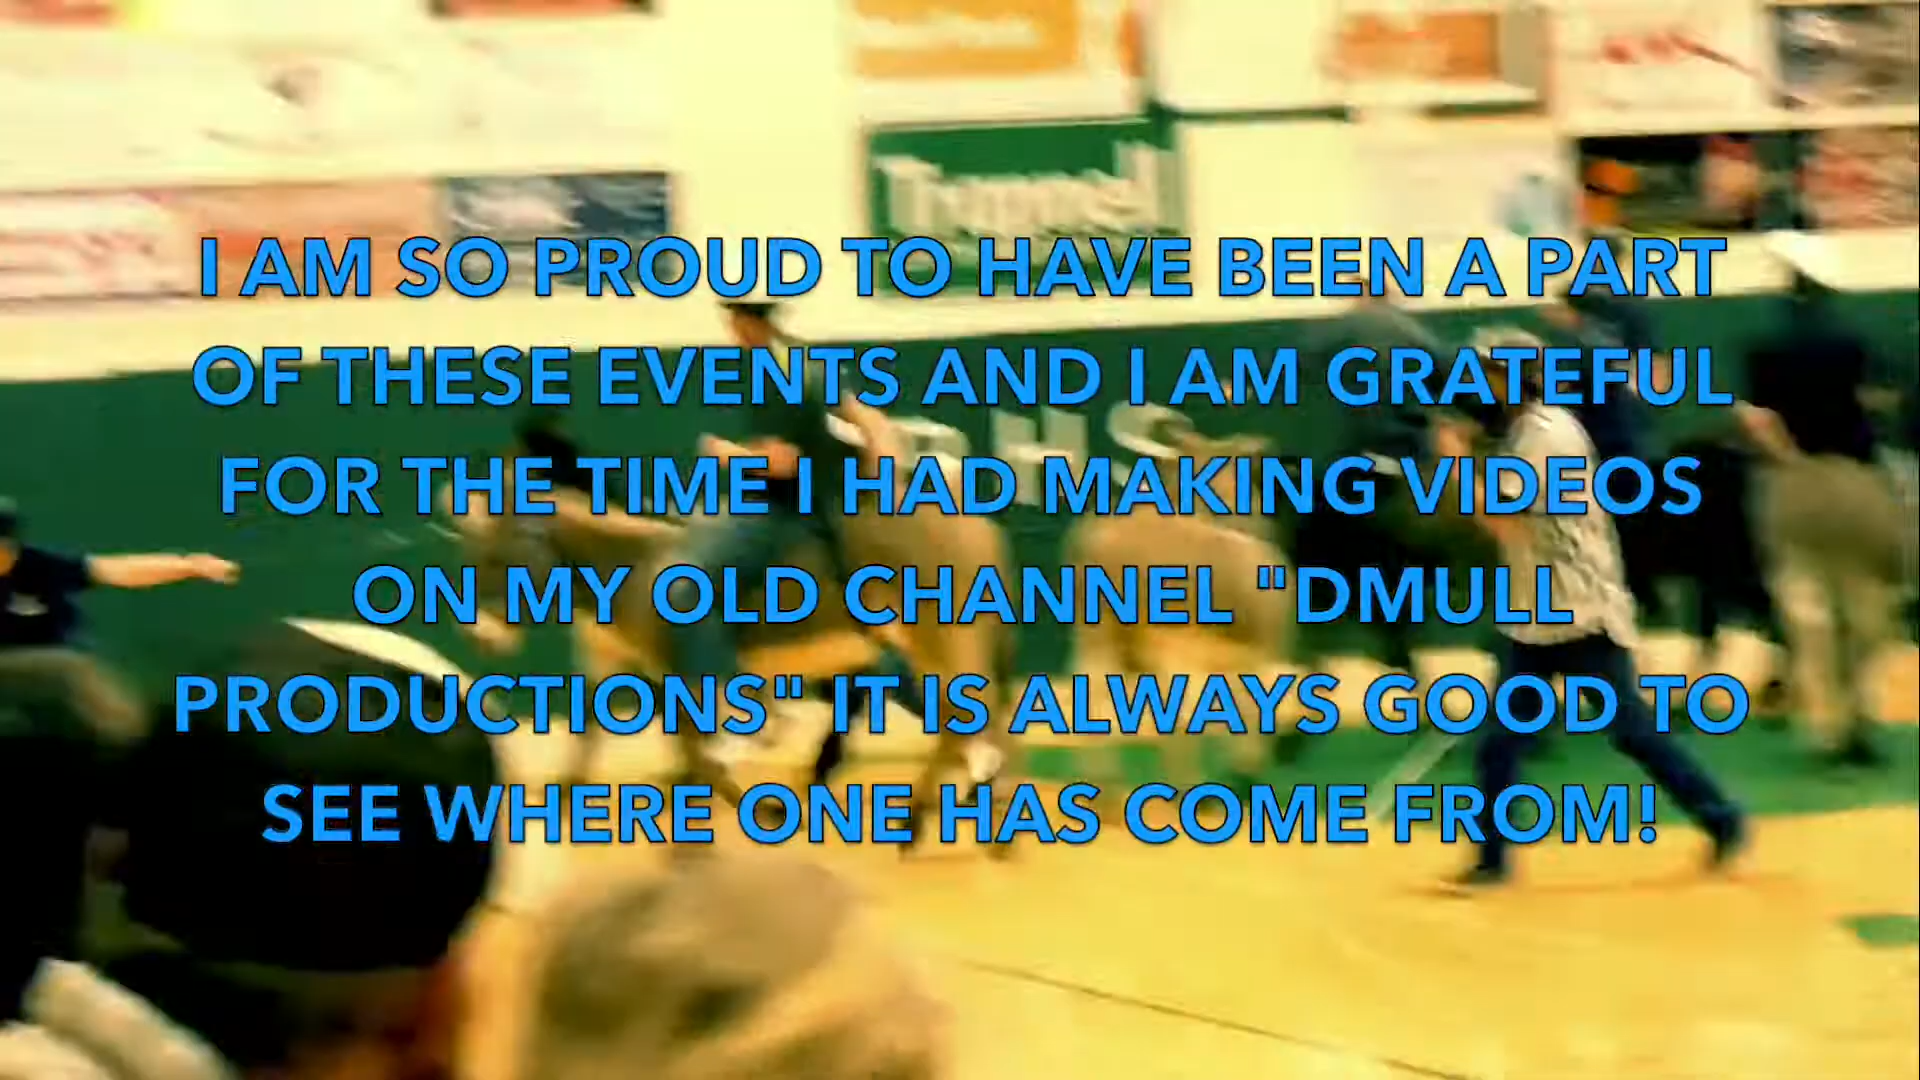 I AM SO PROUD TO HAVE BEEN A PART
OF THESE EVENTS AND I AM GRATEFUL
FOR THE TIME I HAD MAKING VIDEOS
ON MY OLD CHANNEL "DMULL
PRODUCTIONS" IT IS ALWAYS GOOD TO
SEE WHERE ONE HAS COME FROM!